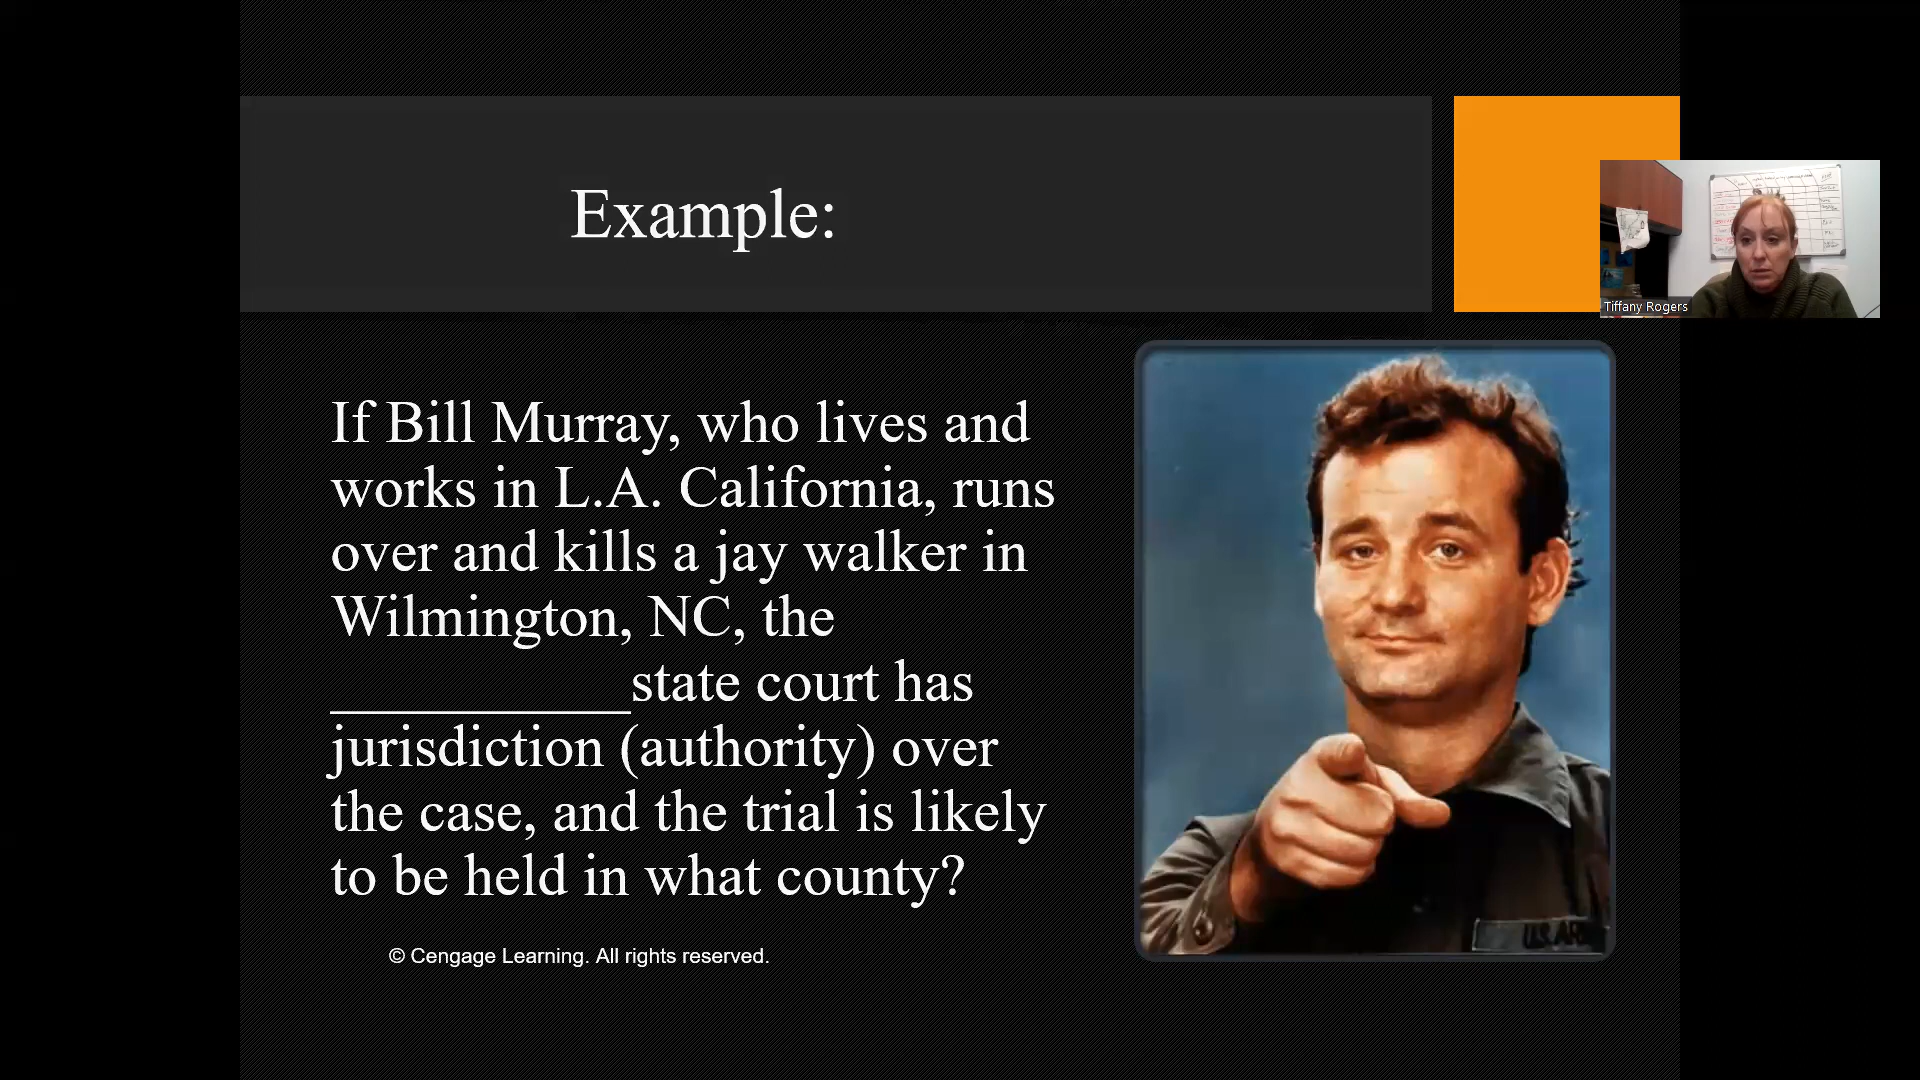 Example:
Tiffany Rogers
If Bill Murray, who lives and
works in L.A. California, runs
over and kills a jay walker in
Wilmington, NC, the
__________state court has
jurisdiction (authority) over
the case, and the trial is likely
to be held in what county?
© Cengage Learning. All rights reserved.